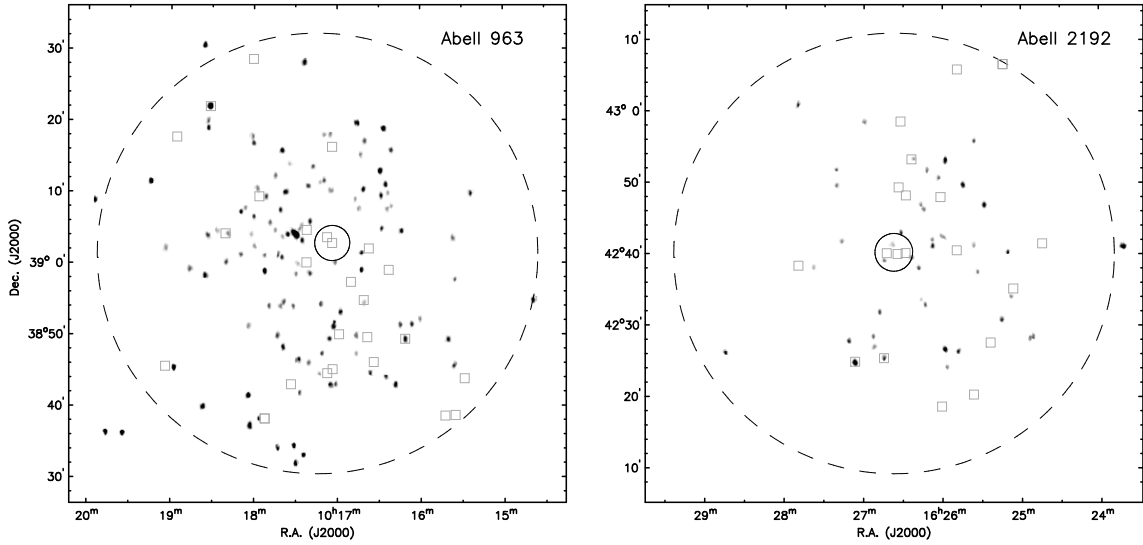 Abell 963
30'
20'
10'
39° 0'
38°50'
40'
30'
Dec. (J2000)
20ᵐ 19ᵐ 18ᵐ 10ʰ17ᵐ 16ᵐ 15ᵐ
R.A. (J2000)
Abell 2192
10'
43° 0'
50'
42°40'
42°30'
20'
10'
29ᵐ 28ᵐ 27ᵐ 16ʰ26ᵐ 25ᵐ 24ᵐ
R.A. (J2000)